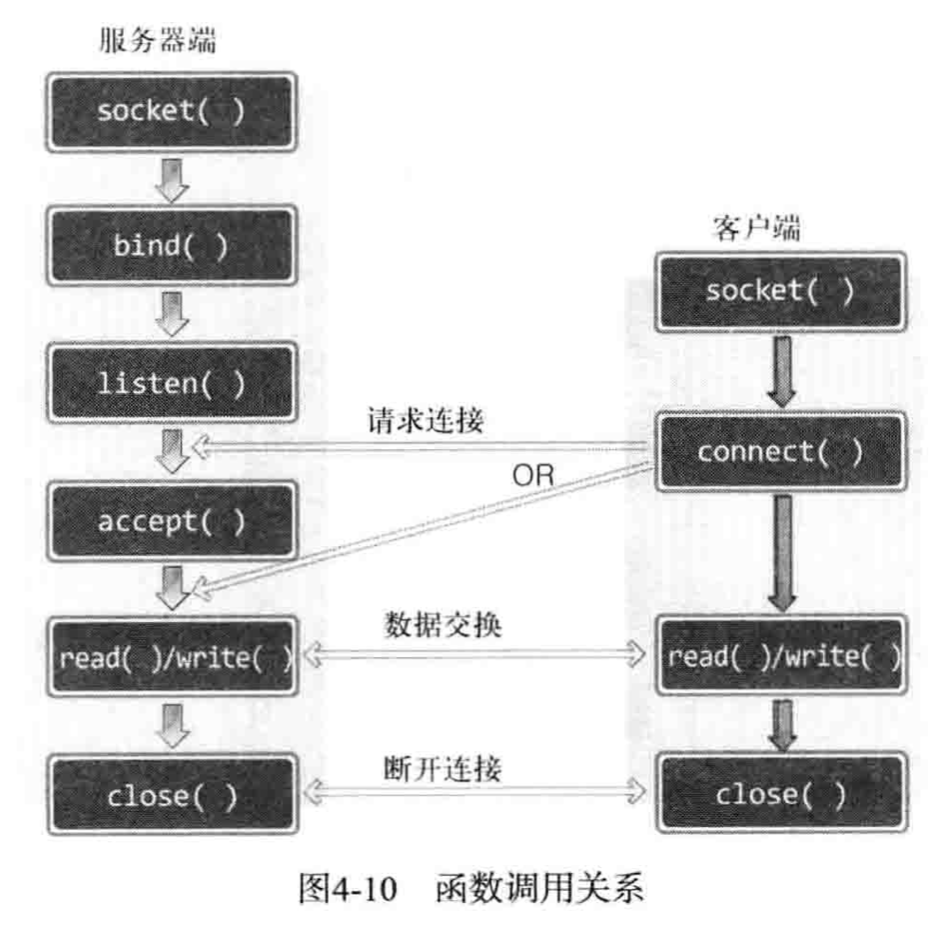 服务器端
socket( )
bind( )
listen( )
accept( )
read( )/write( )
close( )
客户端
socket( )
connect( )
read( )/write( )
close( )
请求连接
OR
数据交换
断开连接
图4-10 函数调用关系